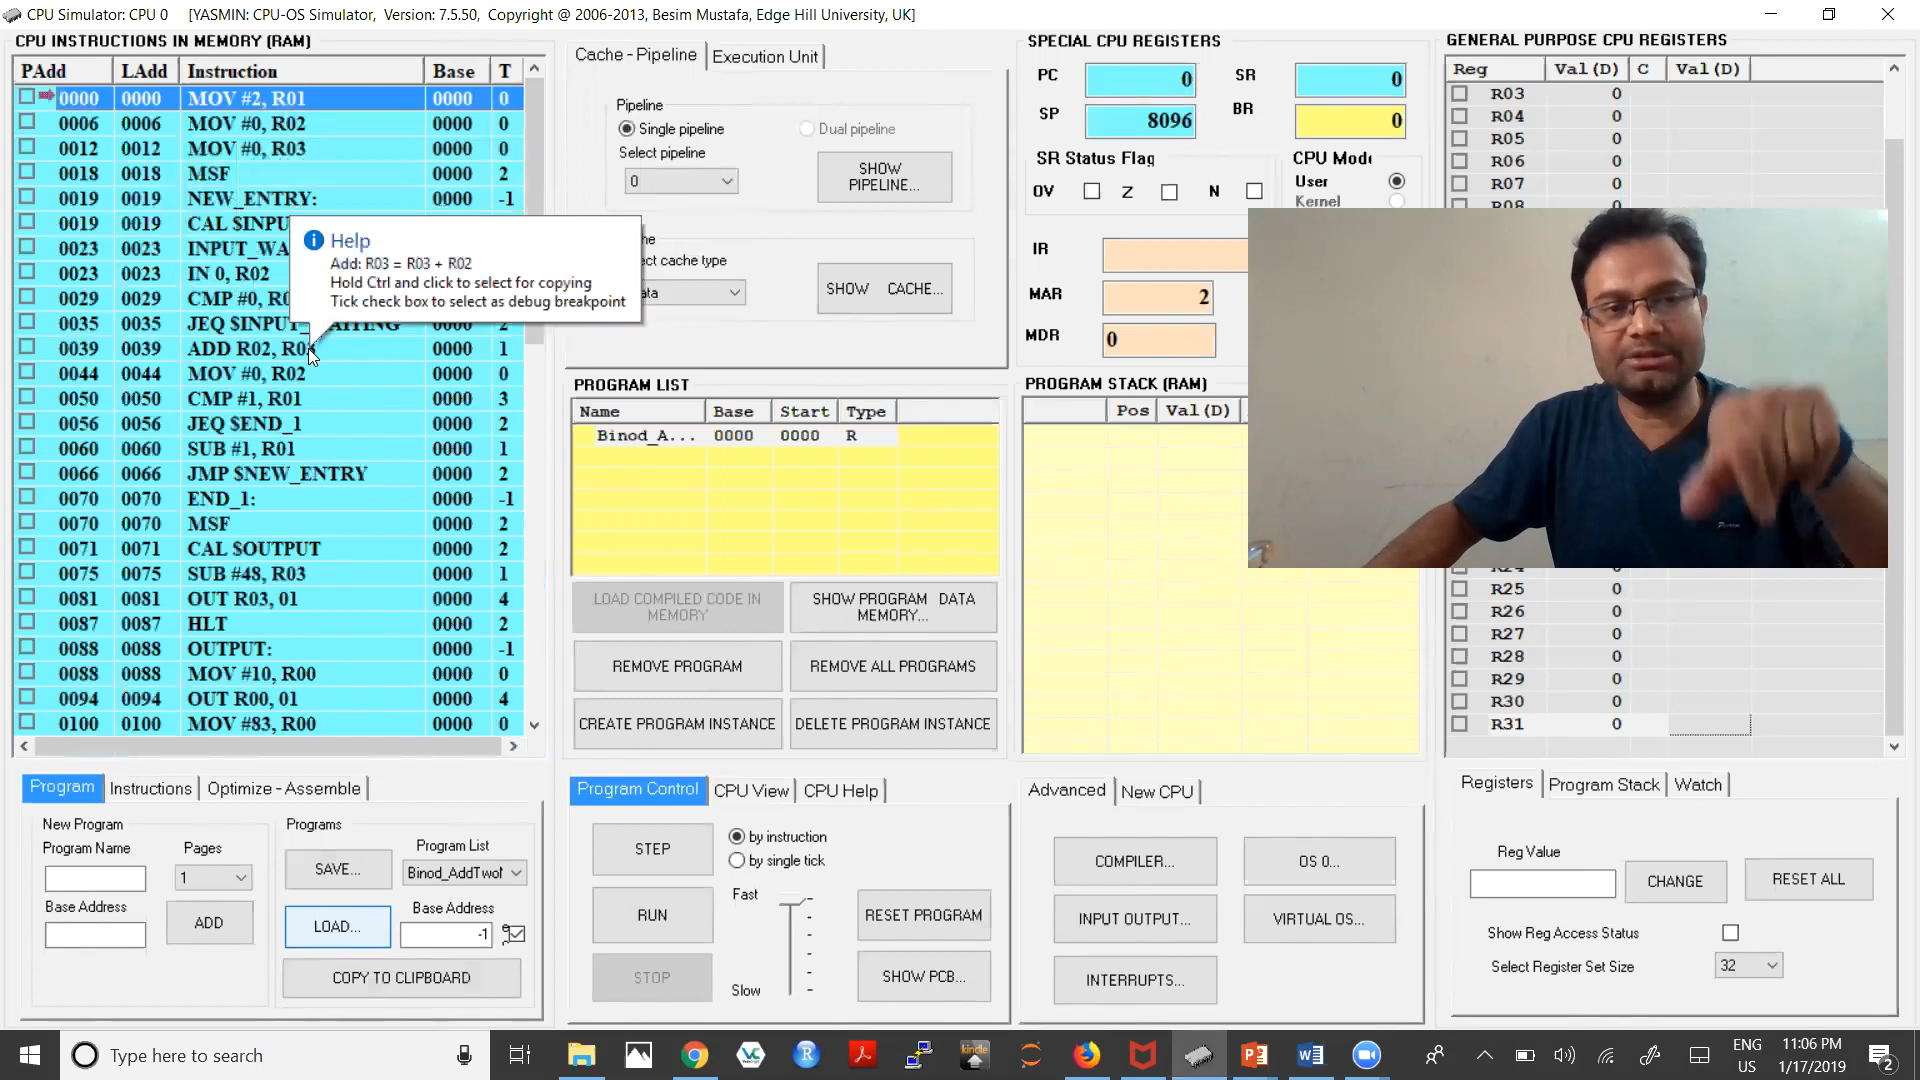 CPU Simulator: CPU 0 [YASMIN: CPU-OS Simulator, Version: 7.5.50, Copyright @ 2006-2013, Besim Mustafa, Edge Hill University, UK]
CPU INSTRUCTIONS IN MEMORY (RAM)
PAdd LAdd Instruction Base T
0000 0000 MOV #2, R01 0000 0
0006 0006 MOV #0, R02 0000 0
0012 0012 MOV #0, R03 0000 0
0018 0018 MSF 0000 2
0019 0019 NEW_ENTRY: 0000 -1
0019 0019 CAL $INPU
0023 0023 INPUT_WA
0023 0023 IN 0, R02
0029 0029 CMP #0, R0
0035 0035 JEQ $INPUT_WAITING 0000 2
0039 0039 ADD R02, R03 0000 1
0044 0044 MOV #0, R02 0000 0
0050 0050 CMP #1, R01 0000 3
0056 0056 JEQ $END_1 0000 2
0060 0060 SUB #1, R01 0000 1
0066 0066 JMP $NEW_ENTRY 0000 2
0070 0070 END_1: 0000 -1
0070 0070 MSF 0000 2
0071 0071 CAL $OUTPUT 0000 2
0075 0075 SUB #48, R03 0000 1
0081 0081 OUT R03, 01 0000 4
0087 0087 HLT 0000 2
0088 0088 OUTPUT: 0000 -1
0088 0088 MOV #10, R00 0000 0
0094 0094 OUT R00, 01 0000 4
0100 0100 MOV #83, R00 0000 0
Help
Add: R03 = R03 + R02
Hold Ctrl and click to select for copying
Tick check box to select as debug breakpoint
Program Instructions Optimize - Assemble
New Program
Program Name Pages
1
Base Address
ADD
Programs
SAVE...
Program List
Binod_AddTwoN
LOAD...
Base Address
-1
COPY TO CLIPBOARD
Cache - Pipeline Execution Unit
Pipeline
Single pipeline Dual pipeline
Select pipeline
0
SHOW
PIPELINE...
he
ect cache type
ata
SHOW CACHE...
PROGRAM LIST
Name Base Start Type
Binod_A... 0000 0000 R
LOAD COMPILED CODE IN
MEMORY
SHOW PROGRAM DATA
MEMORY...
REMOVE PROGRAM
REMOVE ALL PROGRAMS
CREATE PROGRAM INSTANCE
DELETE PROGRAM INSTANCE
Program Control CPU View CPU Help
STEP
by instruction
by single tick
RUN
STOP
Fast
Slow
RESET PROGRAM
SHOW PCB...
SPECIAL CPU REGISTERS
PC 0 SR 0
SP 8096 BR 0
SR Status Flag
OV Z N
CPU Mode
User
Kernel
IR
MAR 2
MDR 0
PROGRAM STACK (RAM)
Pos Val(D)
Advanced New CPU
COMPILER...
OS 0...
INPUT OUTPUT...
VIRTUAL OS...
INTERRUPTS...
GENERAL PURPOSE CPU REGISTERS
Reg Val(D) C Val(D)
R03 0
R04 0
R05 0
R06 0
R07 0
R08 0
R24 0
R25 0
R26 0
R27 0
R28 0
R29 0
R30 0
R31 0
Registers Program Stack Watch
Reg Value
CHANGE
RESET ALL
Show Reg Access Status
Select Register Set Size
32
Type here to search
ENG
US
11:06 PM
1/17/2019
2